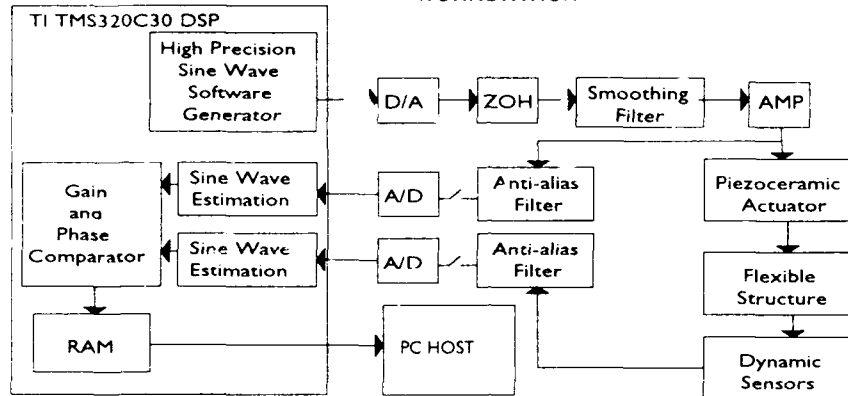 TI TMS320C30 DSP
High Precision
Sine Wave
Software
Generator
D/A
ZOH
Smoothing
Filter
AMP
Gain
and
Phase
Comparator
Sine Wave
Estimation
A/D
Anti-alias
Filter
Piezoceramic
Actuator
Sine Wave
Estimation
A/D
Anti-alias
Filter
Flexible
Structure
RAM
PC HOST
Dynamic
Sensors